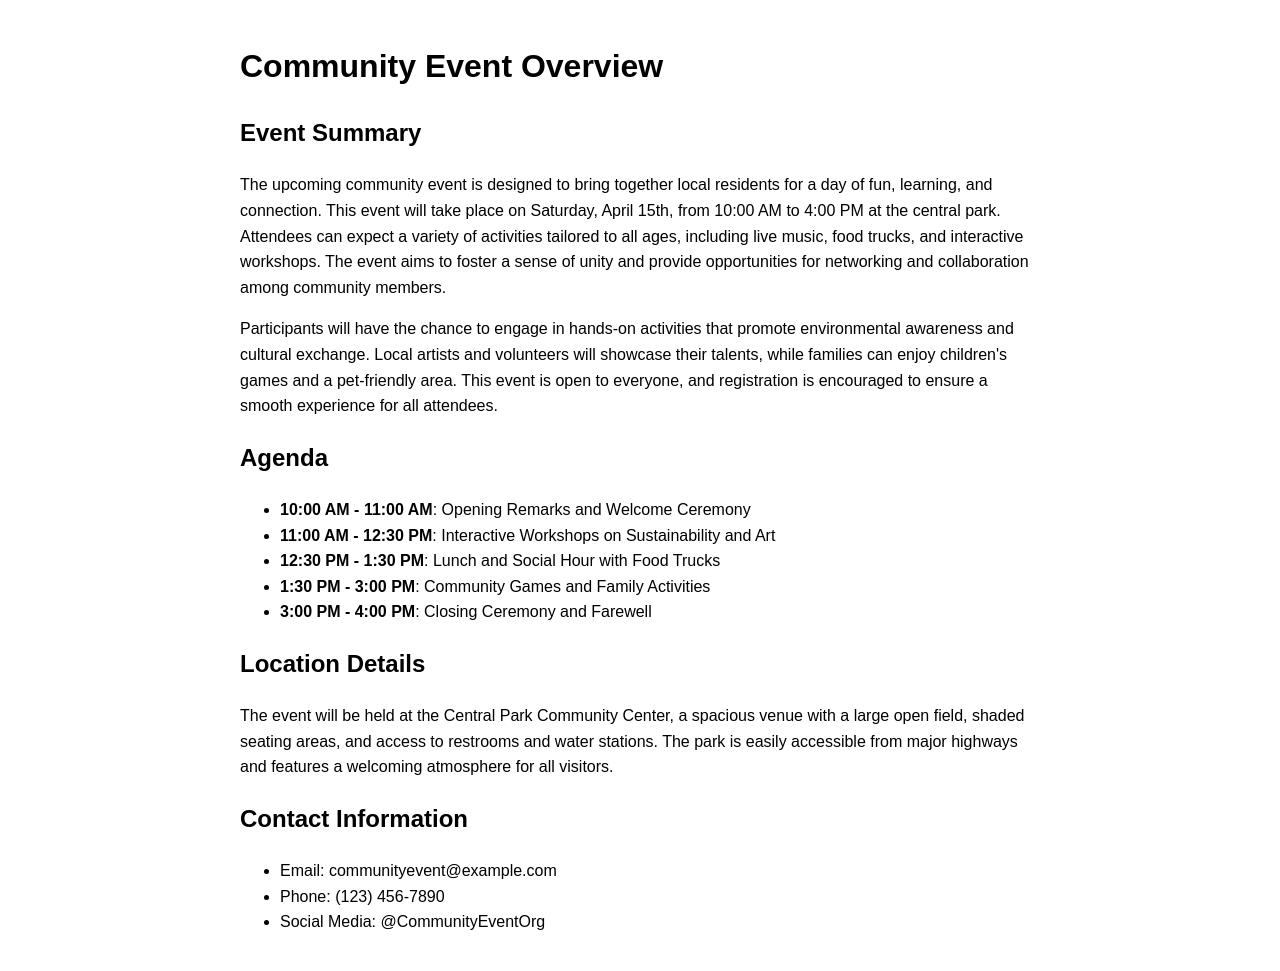 Community Event Overview
Event Summary
The upcoming community event is designed to bring together local residents for a day of fun, learning, and
connection. This event will take place on Saturday, April 15th, from 10:00 AM to 4:00 PM at the central park.
Attendees can expect a variety of activities tailored to all ages, including live music, food trucks, and interactive
workshops. The event aims to foster a sense of unity and provide opportunities for networking and collaboration
among community members.
Participants will have the chance to engage in hands-on activities that promote environmental awareness and
cultural exchange. Local artists and volunteers will showcase their talents, while families can enjoy children's
games and a pet-friendly area. This event is open to everyone, and registration is encouraged to ensure a
smooth experience for all attendees.
Agenda
• 10:00 AM - 11:00 AM: Opening Remarks and Welcome Ceremony
• 11:00 AM - 12:30 PM: Interactive Workshops on Sustainability and Art
• 12:30 PM - 1:30 PM: Lunch and Social Hour with Food Trucks
• 1:30 PM - 3:00 PM: Community Games and Family Activities
• 3:00 PM - 4:00 PM: Closing Ceremony and Farewell
Location Details
The event will be held at the Central Park Community Center, a spacious venue with a large open field, shaded
seating areas, and access to restrooms and water stations. The park is easily accessible from major highways
and features a welcoming atmosphere for all visitors.
Contact Information
• Email: communityevent@example.com
• Phone: (123) 456-7890
• Social Media: @CommunityEventOrg